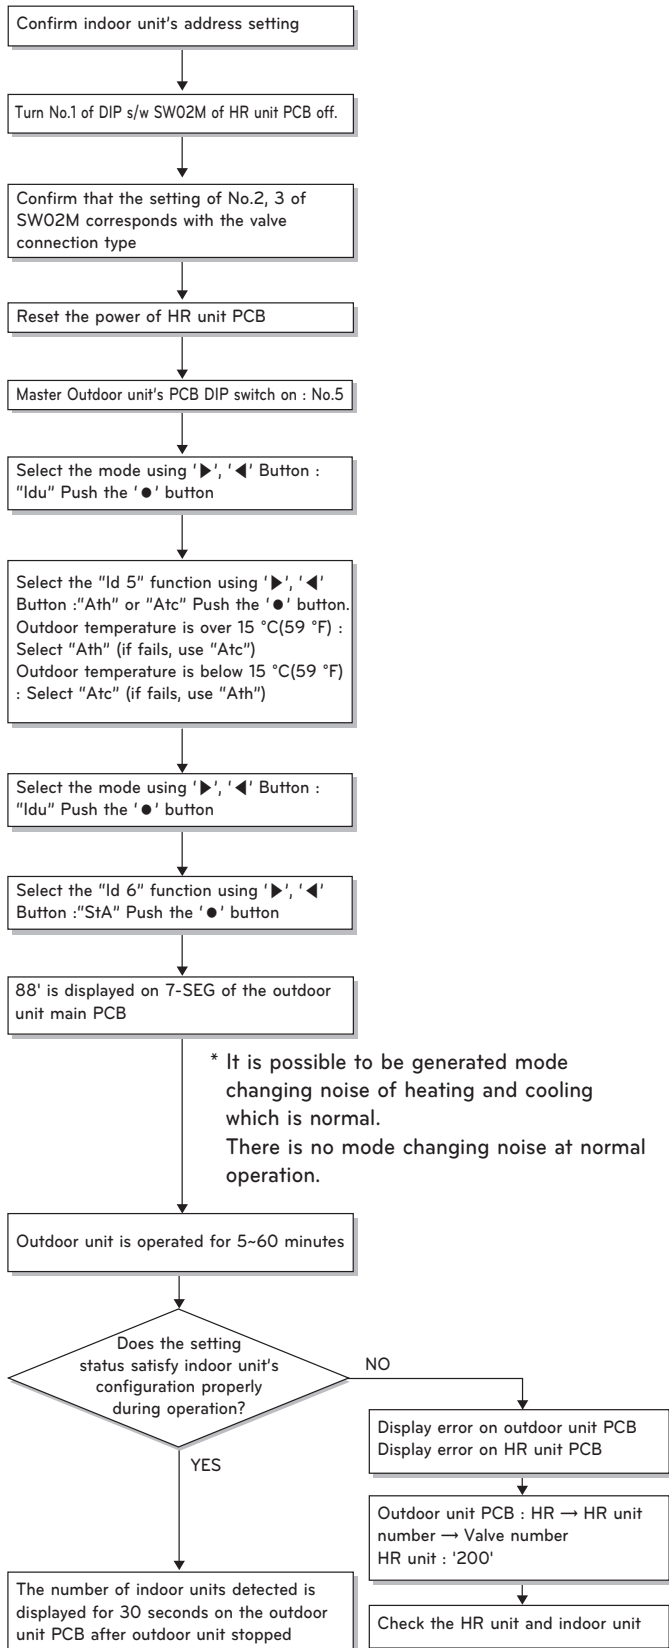 Confirm indoor unit's address setting
Turn No.1 of DIP s/w SW02M of HR unit PCB off.
Confirm that the setting of No.2, 3 of
SW02M corresponds with the valve
connection type
Reset the power of HR unit PCB
Master Outdoor unit's PCB DIP switch on : No.5
Select the mode using '▶', '◀' Button :
"Idu" Push the '●' button
Select the "Id 5" function using '▶', '◀'
Button :"Ath" or "Atc" Push the '●' button.
Outdoor temperature is over 15 °C(59 °F) :
Select "Ath" (if fails, use "Atc")
Outdoor temperature is below 15 °C(59 °F)
: Select "Atc" (if fails, use "Ath")
Select the mode using '▶', '◀' Button :
"Idu" Push the '●' button
Select the "Id 6" function using '▶', '◀'
Button :"StA" Push the '●' button
88' is displayed on 7-SEG of the outdoor
unit main PCB
* It is possible to be generated mode
changing noise of heating and cooling
which is normal.
There is no mode changing noise at normal
operation.
Outdoor unit is operated for 5~60 minutes
Does the setting
status satisfy indoor unit's
configuration properly
during operation?
NO
YES
Display error on outdoor unit PCB
Display error on HR unit PCB
Outdoor unit PCB : HR → HR unit
number → Valve number
HR unit : '200'
Check the HR unit and indoor unit
The number of indoor units detected is
displayed for 30 seconds on the outdoor
unit PCB after outdoor unit stopped